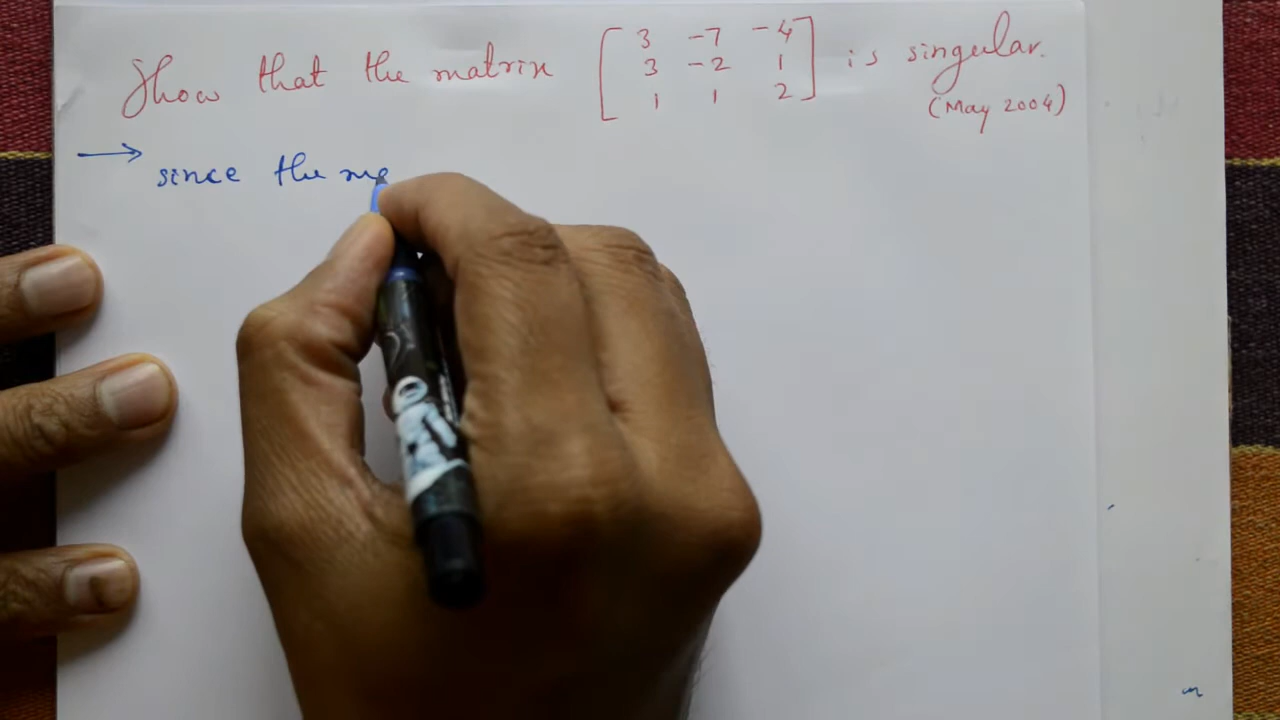 Show that the matrix [ 3 -7 -4 ] is singular.
3 -2 1
1 1 2
(May 2004)
→ since the ma